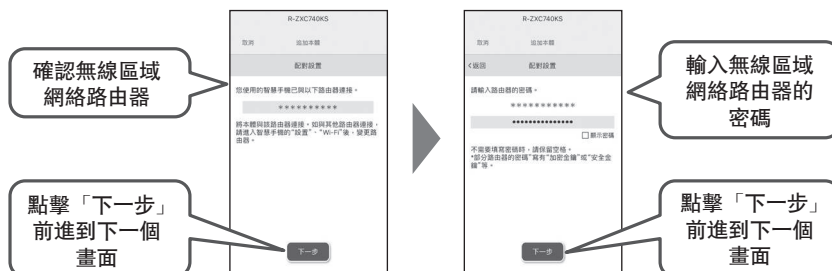 確認無線區域
網絡路由器
點擊「下一步」
前進到下一個
畫面
R-ZXC740KS
取消 追加本體
配對設置
您使用的智慧手機已與以下路由器連接。
**********
將本體與該路由器連接。如與其他路由器連接,
請進入智慧手機的“設置”、“Wi-Fi”後,變更路
由器。
下一步
R-ZXC740KS
取消 追加本體
<返回 配對設置
請輸入路由器的密碼。
***********
•••••••••••••••
顯示密碼
不需要填寫密碼時,請保留空格。
*部分路由器的密碼”寫有“加密金鑰”或“安全金
鑰”等。
下一步
輸入無線區域
網絡路由器的
密碼
點擊「下一步」
前進到下一個
畫面